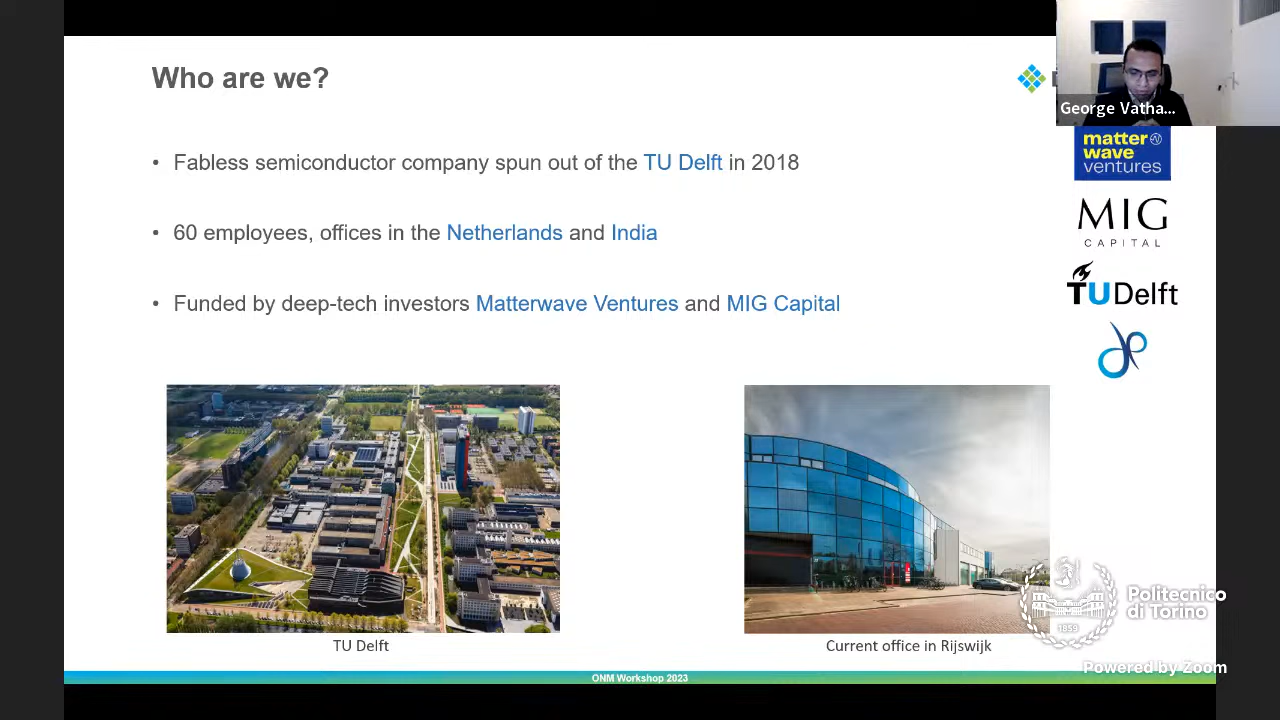 Who are we?
George Vatha...
• Fabless semiconductor company spun out of the TU Delft in 2018
• 60 employees, offices in the Netherlands and India
• Funded by deep-tech investors Matterwave Ventures and MIG Capital
matter
wave
ventures
MIG
CAPITAL
TUDelft
TU Delft
Current office in Rijswijk
1859
Politecnico
di Torino
Powered by Zoom
ONM Workshop 2023